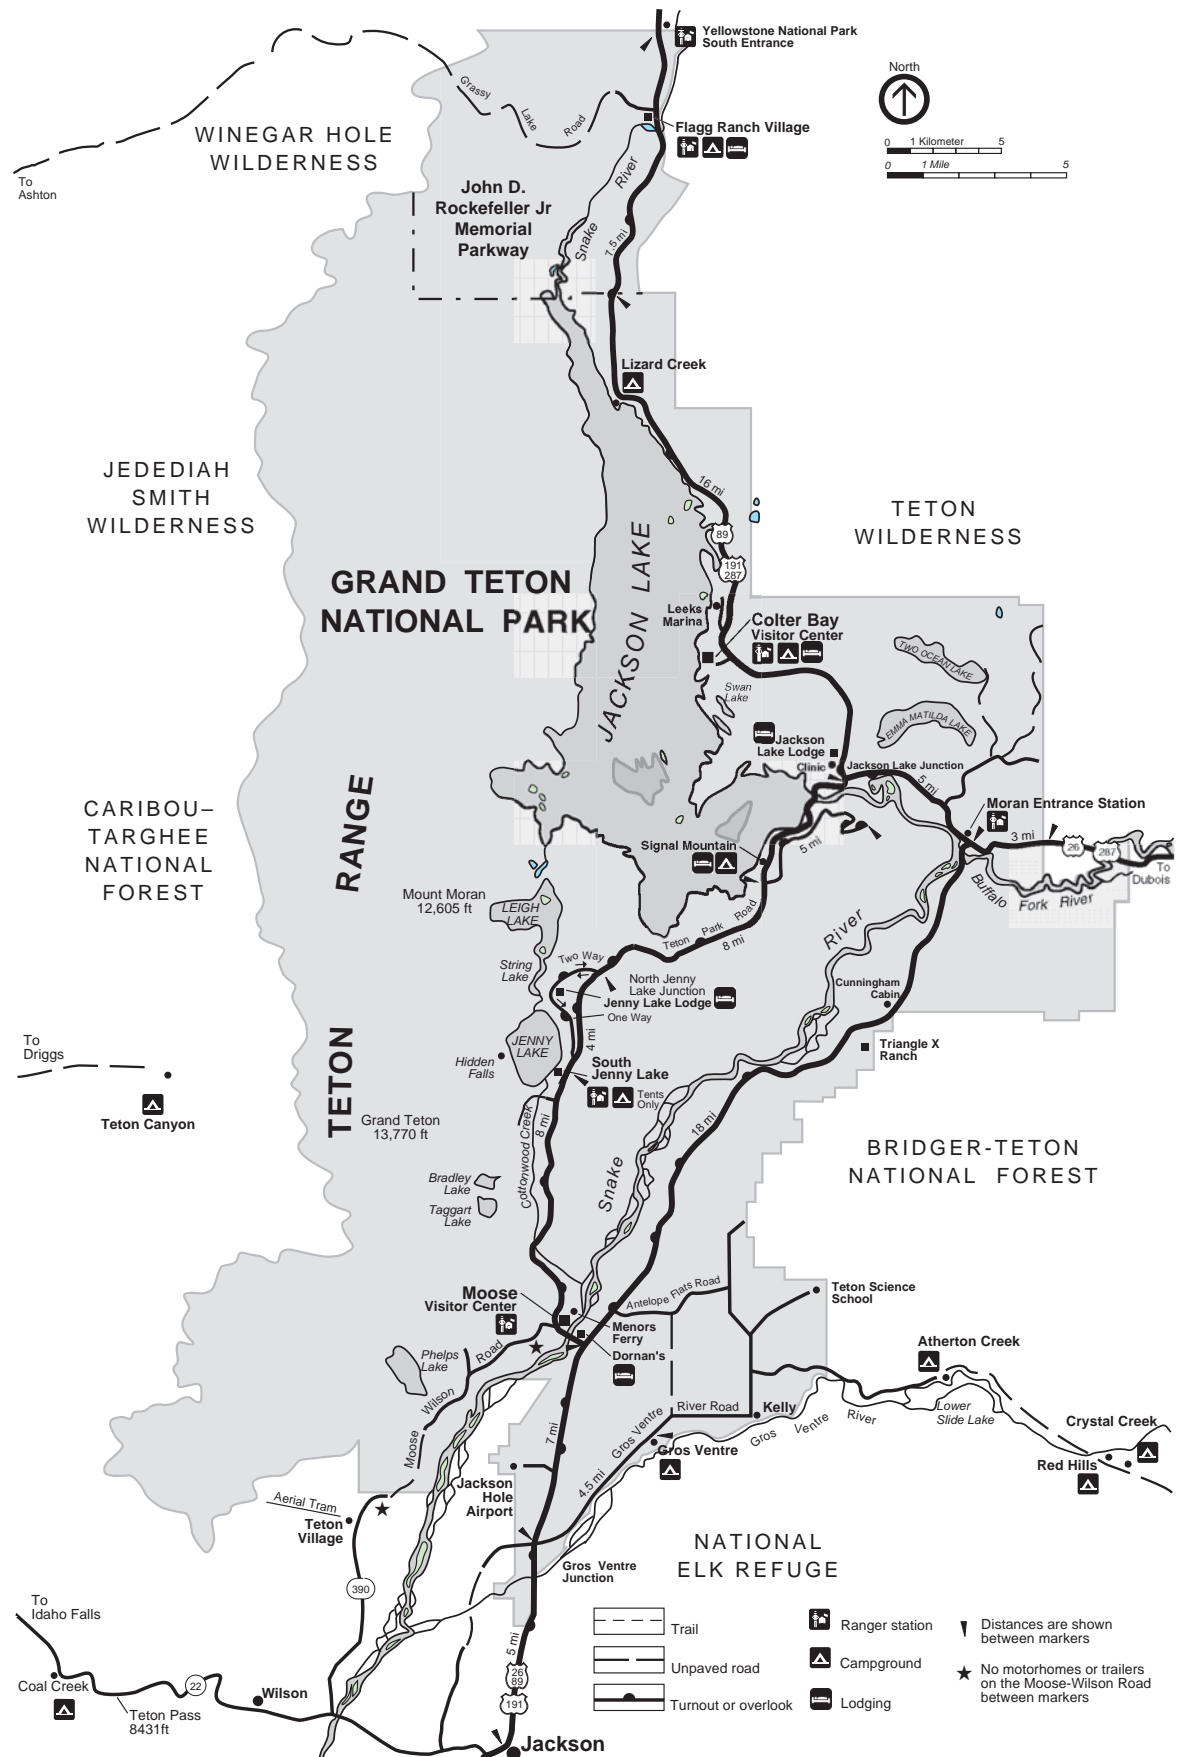 Yellowstone National Park
South Entrance
North
0 1 Kilometer 5
0 1 Mile 5
Grassy Lake Road
WINEGAR HOLE
WILDERNESS
To
Ashton
Flagg Ranch Village
John D.
Rockefeller Jr
Memorial
Parkway
Snake River
7.5 mi
Lizard Creek
JEDEDIAH
SMITH
WILDERNESS
16 mi
TETON
WILDERNESS
89
191
287
GRAND TETON
NATIONAL PARK
JACKSON LAKE
Leeks
Marina
Colter Bay
Visitor Center
TWO OCEAN LAKE
Swan
Lake
EMMA MATILDA LAKE
Jackson
Lake Lodge
Clinic
Jackson Lake Junction
5 mi
CARIBOU–
TARGHEE
NATIONAL
FOREST
TETON RANGE
Moran Entrance Station
3 mi
26
287
To
Dubois
Signal Mountain
5 mi
Buffalo Fork River
Mount Moran
12,605 ft
LEIGH
LAKE
Teton Park Road
8 mi
Snake River
String
Lake
Two Way
North Jenny
Lake Junction
Jenny Lake Lodge
One Way
Cunningham
Cabin
4 mi
To
Driggs
JENNY
LAKE
Hidden
Falls
South
Jenny Lake
Tents
Only
Triangle X
Ranch
Teton Canyon
Grand Teton
13,770 ft
Cottonwood Creek
8 mi
18 mi
BRIDGER-TETON
NATIONAL FOREST
Bradley
Lake
Taggart
Lake
Moose
Visitor Center
Antelope Flats Road
Teton Science
School
Menors
Ferry
Dornan's
Phelps
Lake
Moose Wilson Road
Atherton Creek
Lower
Slide Lake
River Road
Kelly
Gros Ventre River
Crystal Creek
Red Hills
7 mi
Gros Ventre
Gros Ventre
4.5 mi
Jackson
Hole
Airport
Aerial Tram
Teton
Village
NATIONAL
ELK REFUGE
Gros Ventre
Junction
390
To
Idaho Falls
Coal Creek
22
Wilson
Teton Pass
8431ft
5 mi
26
89
191
Jackson
Trail
Unpaved road
Turnout or overlook
Ranger station
Campground
Lodging
Distances are shown
between markers
No motorhomes or trailers
on the Moose-Wilson Road
between markers